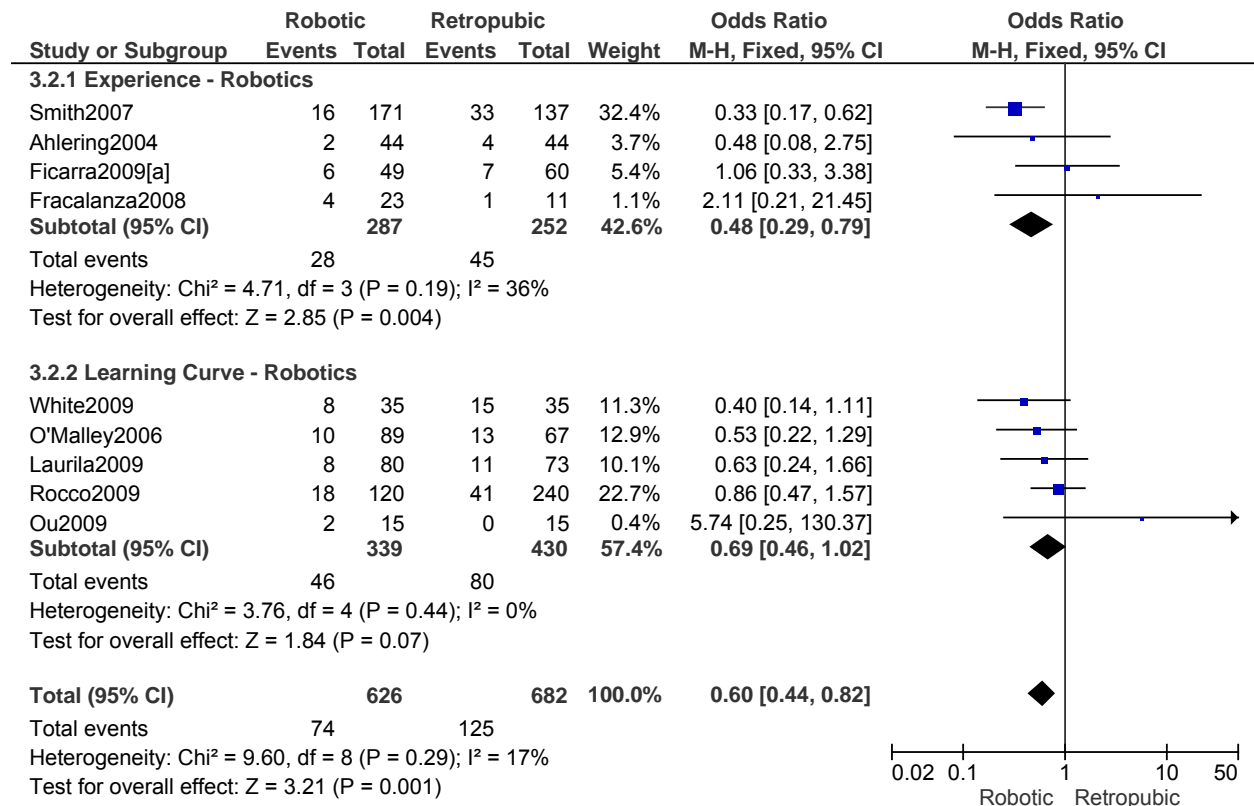 Robotic Retropubic Odds Ratio Odds Ratio
Study or Subgroup Events Total Events Total Weight M-H, Fixed, 95% CI M-H, Fixed, 95% CI
3.2.1 Experience - Robotics
Smith2007 16 171 33 137 32.4% 0.33 [0.17, 0.62]
Ahlering2004 2 44 4 44 3.7% 0.48 [0.08, 2.75]
Ficarra2009[a] 6 49 7 60 5.4% 1.06 [0.33, 3.38]
Fracalanza2008 4 23 1 11 1.1% 2.11 [0.21, 21.45]
Subtotal (95% CI) 287 252 42.6% 0.48 [0.29, 0.79]
Total events 28 45
Heterogeneity: Chi² = 4.71, df = 3 (P = 0.19); I² = 36%
Test for overall effect: Z = 2.85 (P = 0.004)
3.2.2 Learning Curve - Robotics
White2009 8 35 15 35 11.3% 0.40 [0.14, 1.11]
O'Malley2006 10 89 13 67 12.9% 0.53 [0.22, 1.29]
Laurila2009 8 80 11 73 10.1% 0.63 [0.24, 1.66]
Rocco2009 18 120 41 240 22.7% 0.86 [0.47, 1.57]
Ou2009 2 15 0 15 0.4% 5.74 [0.25, 130.37]
Subtotal (95% CI) 339 430 57.4% 0.69 [0.46, 1.02]
Total events 46 80
Heterogeneity: Chi² = 3.76, df = 4 (P = 0.44); I² = 0%
Test for overall effect: Z = 1.84 (P = 0.07)
Total (95% CI) 626 682 100.0% 0.60 [0.44, 0.82]
Total events 74 125
Heterogeneity: Chi² = 9.60, df = 8 (P = 0.29); I² = 17%
Test for overall effect: Z = 3.21 (P = 0.001)
0.02 0.1 1 10 50
Robotic Retropubic